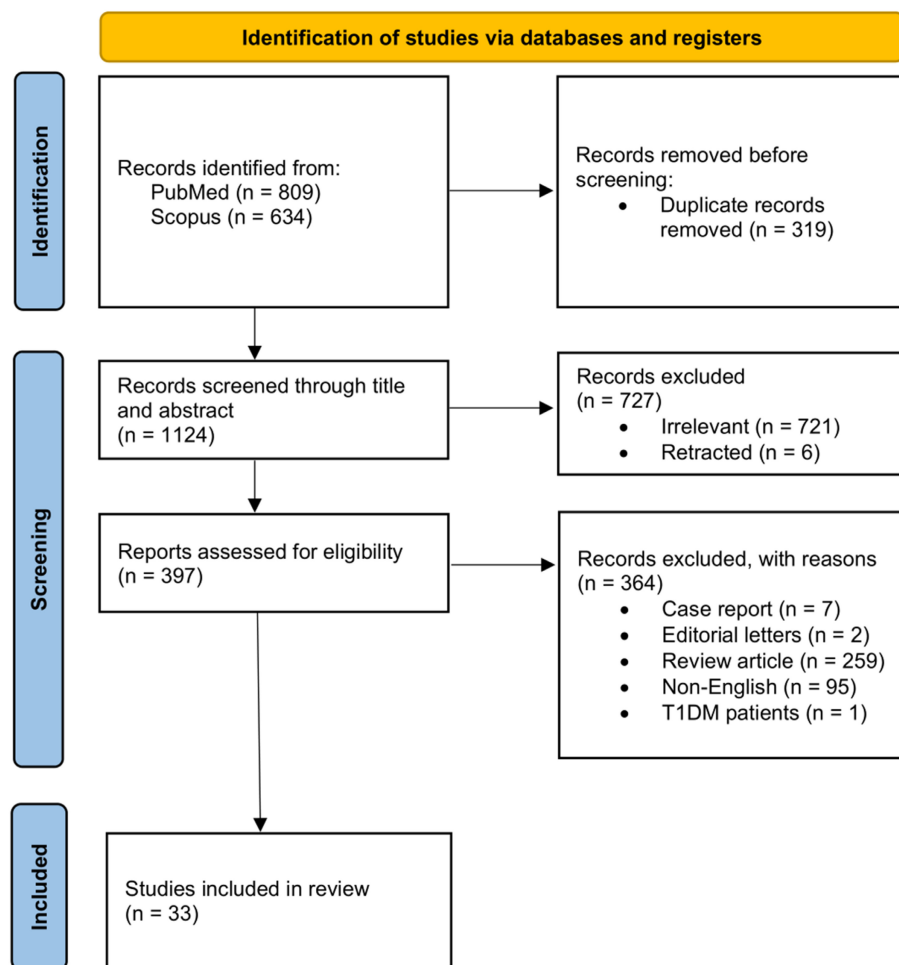 Identification of studies via databases and registers
Identification
Records identified from:
PubMed (n = 809)
Scopus (n = 634)
Records removed before
screening:
• Duplicate records
removed (n = 319)
Screening
Records screened through title
and abstract
(n = 1124)
Records excluded
(n = 727)
• Irrelevant (n = 721)
• Retracted (n = 6)
Reports assessed for eligibility
(n = 397)
Records excluded, with reasons
(n = 364)
• Case report (n = 7)
• Editorial letters (n = 2)
• Review article (n = 259)
• Non-English (n = 95)
• T1DM patients (n = 1)
Included
Studies included in review
(n = 33)